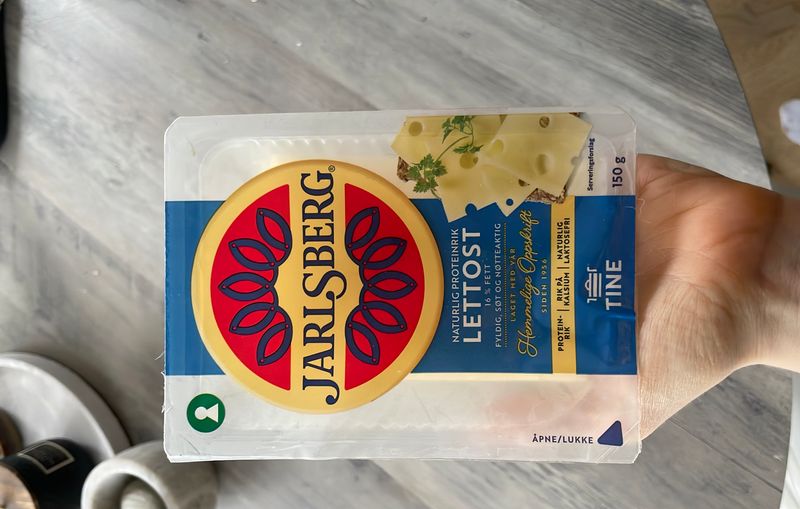 JARLSBERG®
NATURLIG PROTEINRIK
LETTOST
16 % FETT
FYLDIG, SØT OG NØTTEAKTIG
LAGET MED VÅR
Hemmelige Oppskrift
SIDEN 1956
PROTEIN-
RIK
RIK PÅ
KALSIUM
NATURLIG
LAKTOSEFRI
TINE
Serveringsforslag
150 g
ÅPNE/LUKKE